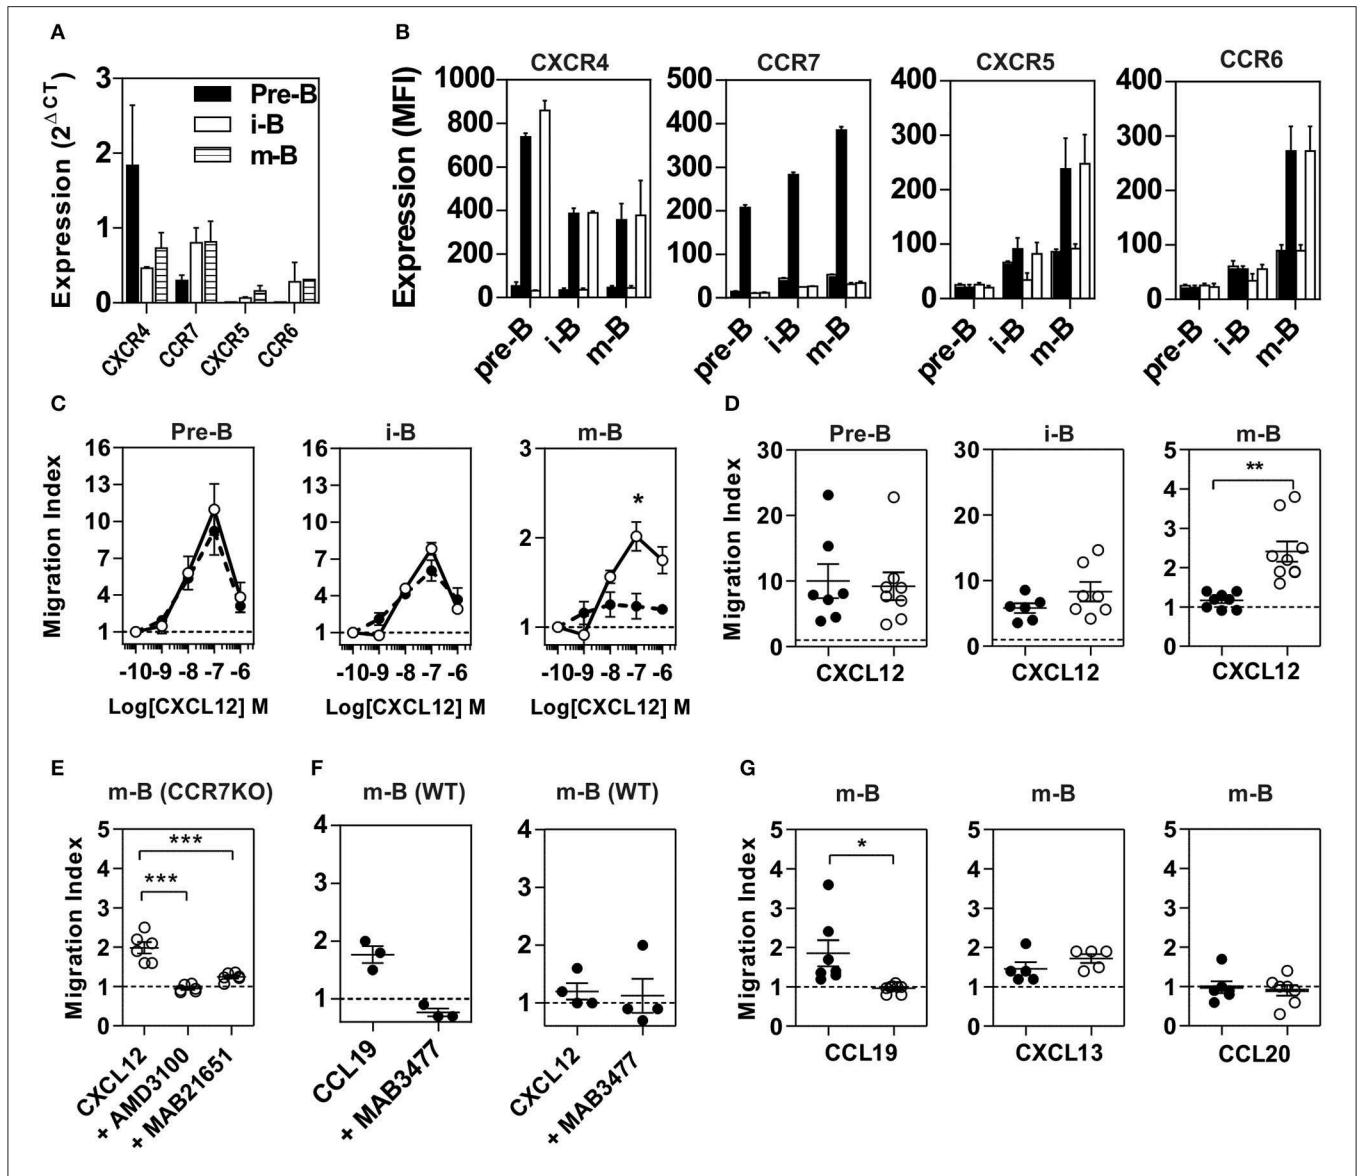 A
Expression (2^ΔCT)
3
2
1
0
Pre-B
i-B
m-B
CXCR4
CCR7
CXCR5
CCR6
B
Expression (MFI)
CXCR4
1000
800
600
400
200
0
pre-B
i-B
m-B
CCR7
500
400
300
200
100
0
pre-B
i-B
m-B
CXCR5
400
300
200
100
0
pre-B
i-B
m-B
CCR6
400
300
200
100
0
pre-B
i-B
m-B
C
Migration Index
Pre-B
16
13
10
7
4
1
-10 -9 -8 -7 -6
Log[CXCL12] M
i-B
16
13
10
7
4
1
-10 -9 -8 -7 -6
Log[CXCL12] M
m-B
3
2
1
*
-10 -9 -8 -7 -6
Log[CXCL12] M
D
Migration Index
Pre-B
30
20
10
0
CXCL12
i-B
30
20
10
0
CXCL12
m-B
5
4
3
2
1
0
**
CXCL12
E
Migration Index
m-B (CCR7KO)
5
4
3
2
1
0
***
***
CXCL12
+ AMD3100
+ MAB21651
F
m-B (WT)
4
3
2
1
CCL19
+ MAB3477
m-B (WT)
4
3
2
1
CXCL12
+ MAB3477
G
Migration Index
m-B
5
4
3
2
1
0
*
CCL19
m-B
5
4
3
2
1
0
CXCL13
m-B
5
4
3
2
1
0
CCL20